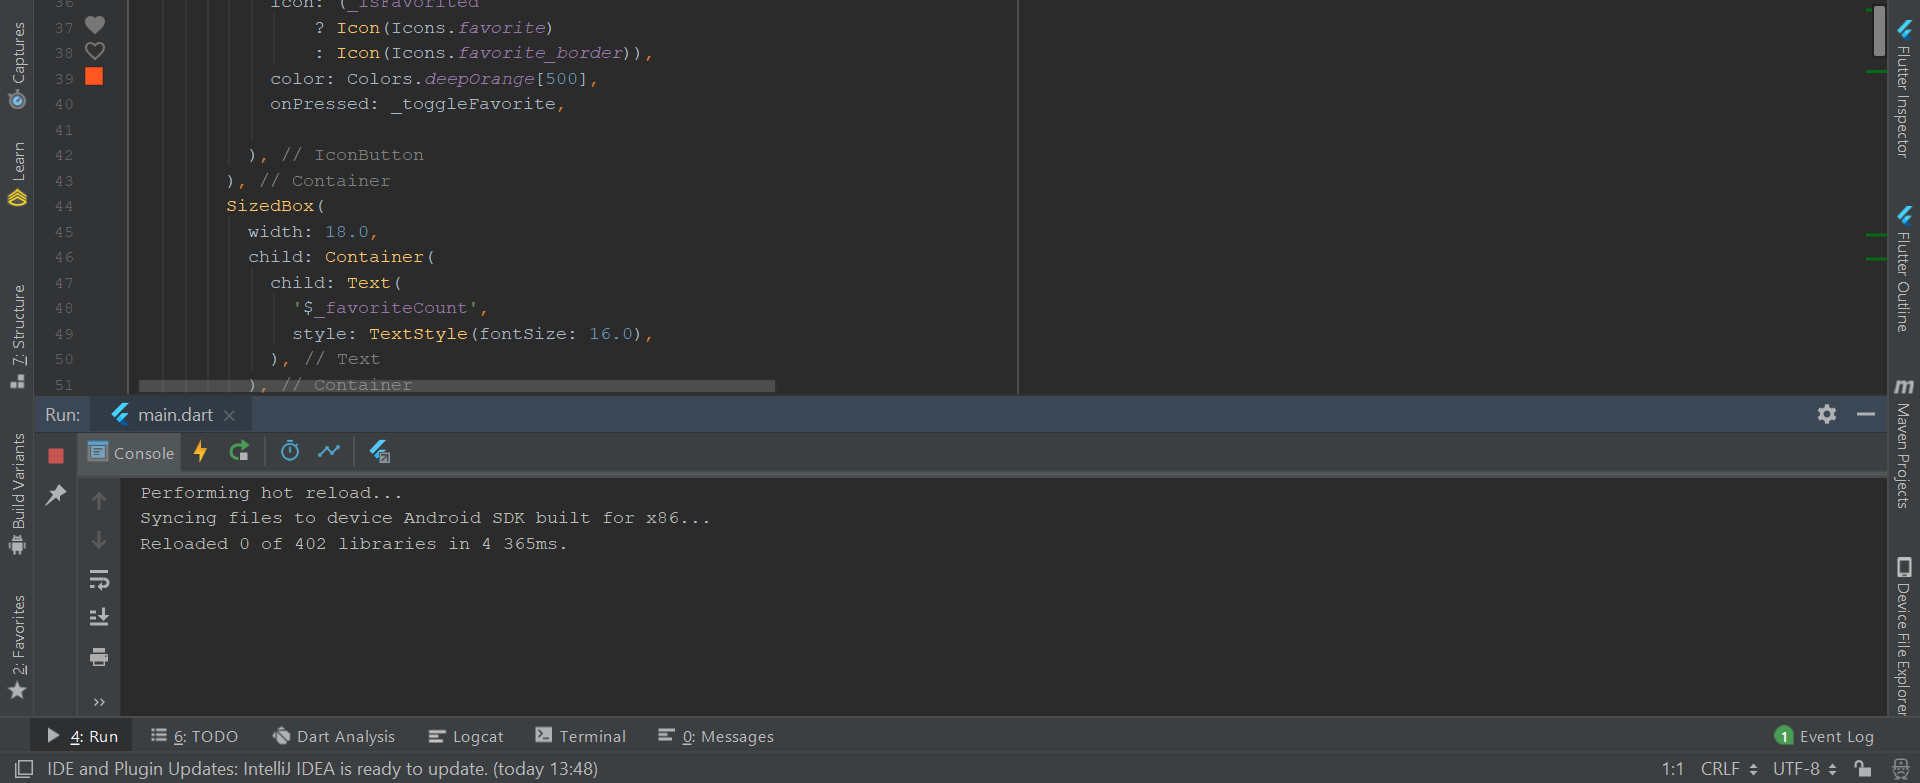 36 icon: (_isFavorited
37 ? Icon(Icons.favorite)
38 : Icon(Icons.favorite_border)),
39 color: Colors.deepOrange[500],
40 onPressed: _toggleFavorite,
41
42 ), // IconButton
43 ), // Container
44 SizedBox(
45 width: 18.0,
46 child: Container(
47 child: Text(
48 '$_favoriteCount',
49 style: TextStyle(fontSize: 16.0),
50 ), // Text
51 ), // Container
Captures
Learn
7: Structure
Build Variants
2: Favorites
Flutter Inspector
Flutter Outline
m
Maven Projects
Device File Explorer
Run: main.dart
Console
Performing hot reload...
Syncing files to device Android SDK built for x86...
Reloaded 0 of 402 libraries in 4 365ms.
4: Run 6: TODO Dart Analysis Logcat Terminal 0: Messages 1 Event Log
IDE and Plugin Updates: IntelliJ IDEA is ready to update. (today 13:48) 1:1 CRLF UTF-8